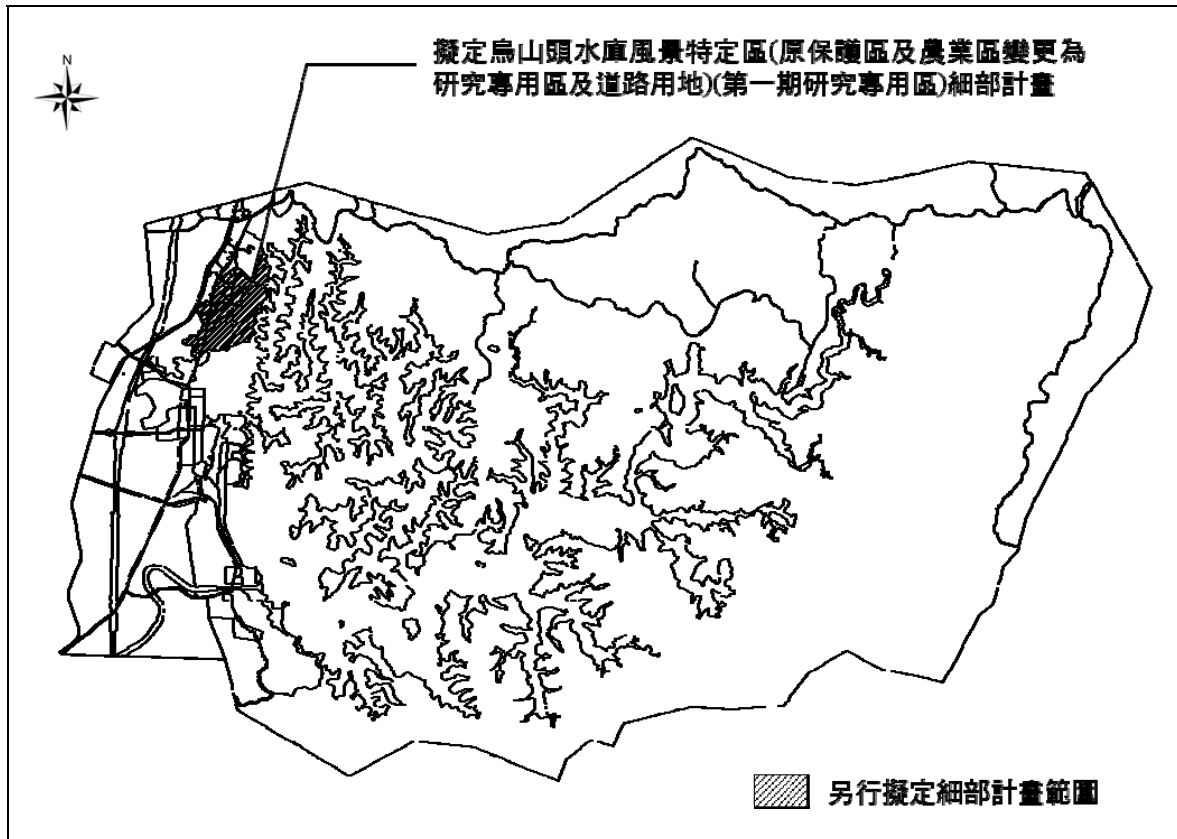 N
擬定烏山頭水庫風景特定區(原保護區及農業區變更為
研究專用區及道路用地)(第一期研究專用區)細部計畫
另行擬定細部計畫範圍